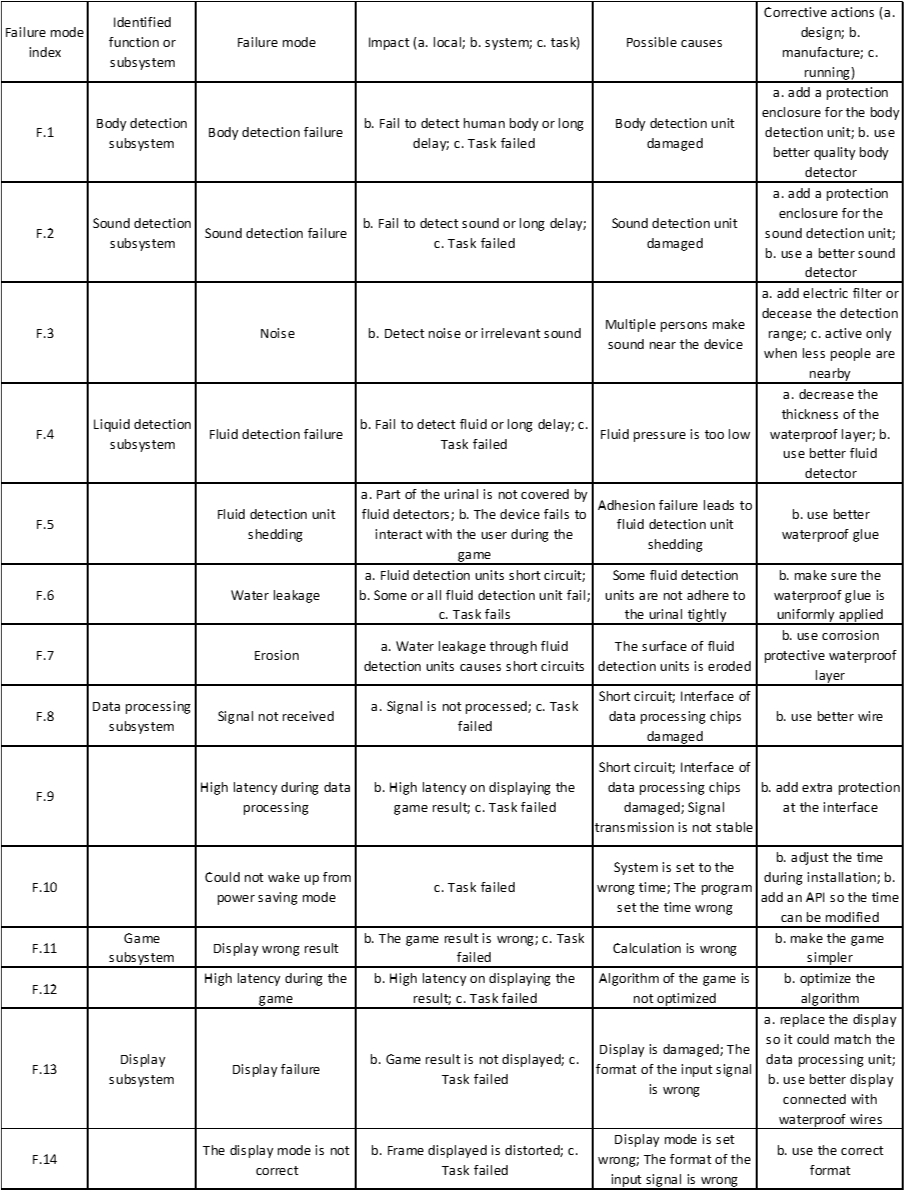 Failure mode
index
Identified
function or
subsystem
Failure mode
Impact (a. local; b. system; c. task)
Possible causes
Corrective actions (a.
design; b.
manufacture; c.
running)
F.1
Body detection
subsystem
Body detection failure
b. Fail to detect human body or long
delay; c. Task failed
Body detection unit
damaged
a. add a protection
enclosure for the body
detection unit; b. use
better quality body
detector
F.2
Sound detection
subsystem
Sound detection failure
b. Fail to detect sound or long delay;
c. Task failed
Sound detection unit
damaged
a. add a protection
enclosure for the
sound detection unit;
b. use a better sound
detector
F.3
Noise
b. Detect noise or irrelevant sound
Multiple persons make
sound near the device
a. add electric filter or
decease the detection
range; c. active only
when less people are
nearby
F.4
Liquid detection
subsystem
Fluid detection failure
b. Fail to detect fluid or long delay; c.
Task failed
Fluid pressure is too low
a. decrease the
thickness of the
waterproof layer; b.
use better fluid
detector
F.5
Fluid detection unit
shedding
a. Part of the urinal is not covered by
fluid detectors; b. The device fails to
interact with the user during the
game
Adhesion failure leads to
fluid detection unit
shedding
b. use better
waterproof glue
F.6
Water leakage
a. Fluid detection units short circuit;
b. Some or all fluid detection unit fail;
c. Task fails
Some fluid detection
units are not adhere to
the urinal tightly
b. make sure the
waterproof glue is
uniformly applied
F.7
Erosion
a. Water leakage through fluid
detection units causes short circuits
The surface of fluid
detection units is eroded
b. use corrosion
protective waterproof
layer
F.8
Data processing
subsystem
Signal not received
a. Signal is not processed; c. Task
failed
Short circuit; Interface of
data processing chips
damaged
b. use better wire
F.9
High latency during data
processing
b. High latency on displaying the
game result; c. Task failed
Short circuit; Interface of
data processing chips
damaged; Signal
transmission is not stable
b. add extra protection
at the interface
F.10
Could not wake up from
power saving mode
c. Task failed
System is set to the
wrong time; The program
set the time wrong
b. adjust the time
during installation; b.
add an API so the time
can be modified
F.11
Game
subsystem
Display wrong result
b. The game result is wrong; c. Task
failed
Calculation is wrong
b. make the game
simpler
F.12
High latency during the
game
b. High latency on displaying the
result; c. Task failed
Algorithm of the game is
not optimized
b. optimize the
algorithm
F.13
Display
subsystem
Display failure
b. Game result is not displayed; c.
Task failed
Display is damaged; The
format of the input signal
is wrong
a. replace the display
so it could match the
data processing unit;
b. use better display
connected with
waterproof wires
F.14
The display mode is not
correct
b. Frame displayed is distorted; c.
Task failed
Display mode is set
wrong; The format of the
input signal is wrong
b. use the correct
format